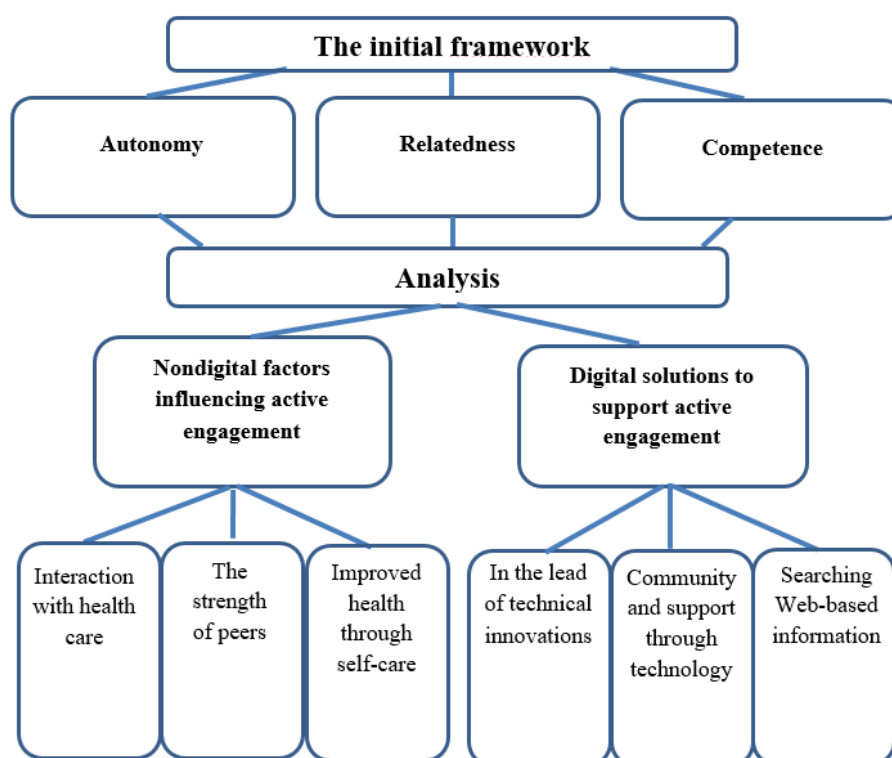 The initial framework
Autonomy
Relatedness
Competence
Analysis
Nondigital factors
influencing active
engagement
Digital solutions to
support active
engagement
Interaction
with health
care
The
strength
of peers
Improved
health
through
self-care
In the lead
of technical
innovations
Community
and support
through
technology
Searching
Web-based
information